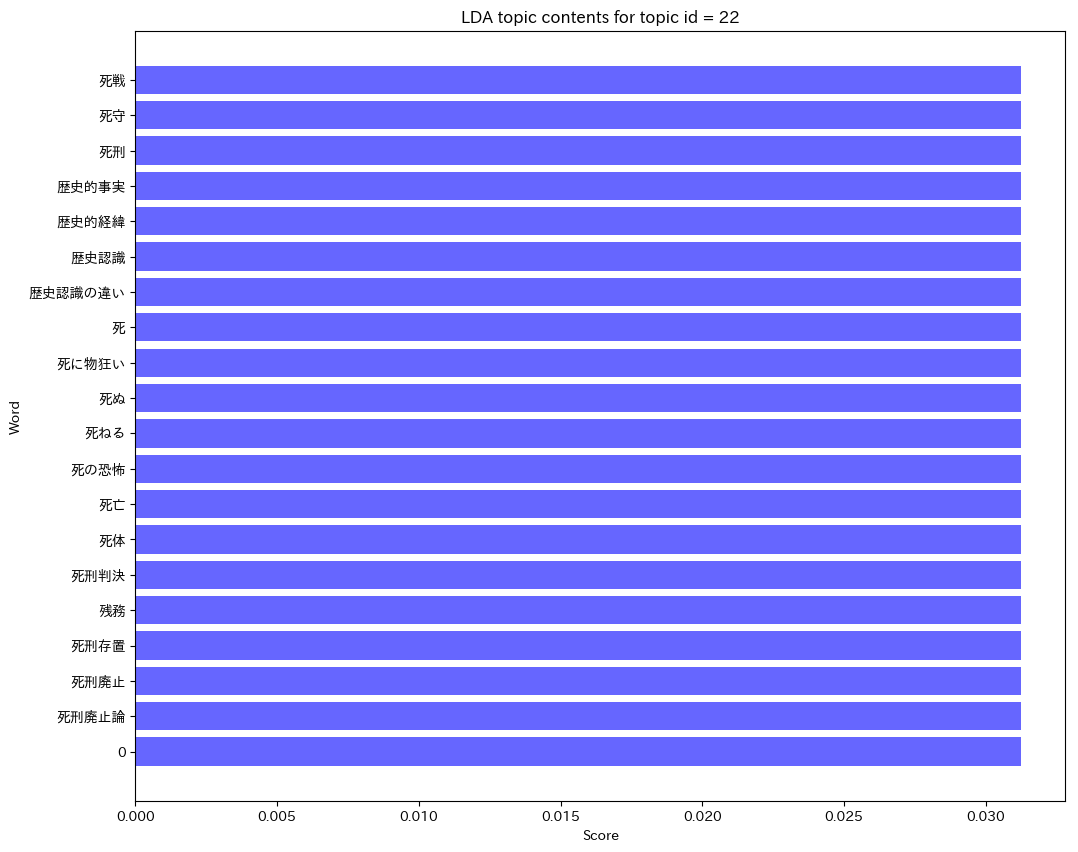 LDA topic contents for topic id = 22
死戦
死守
死刑
歴史的事実
歴史的経緯
歴史認識
歴史認識の違い
死
死に物狂い
死ぬ
死ねる
死の恐怖
死亡
死体
死刑判決
残務
死刑存置
死刑廃止
死刑廃止論
0
Word
0.000 0.005 0.010 0.015 0.020 0.025 0.030
Score